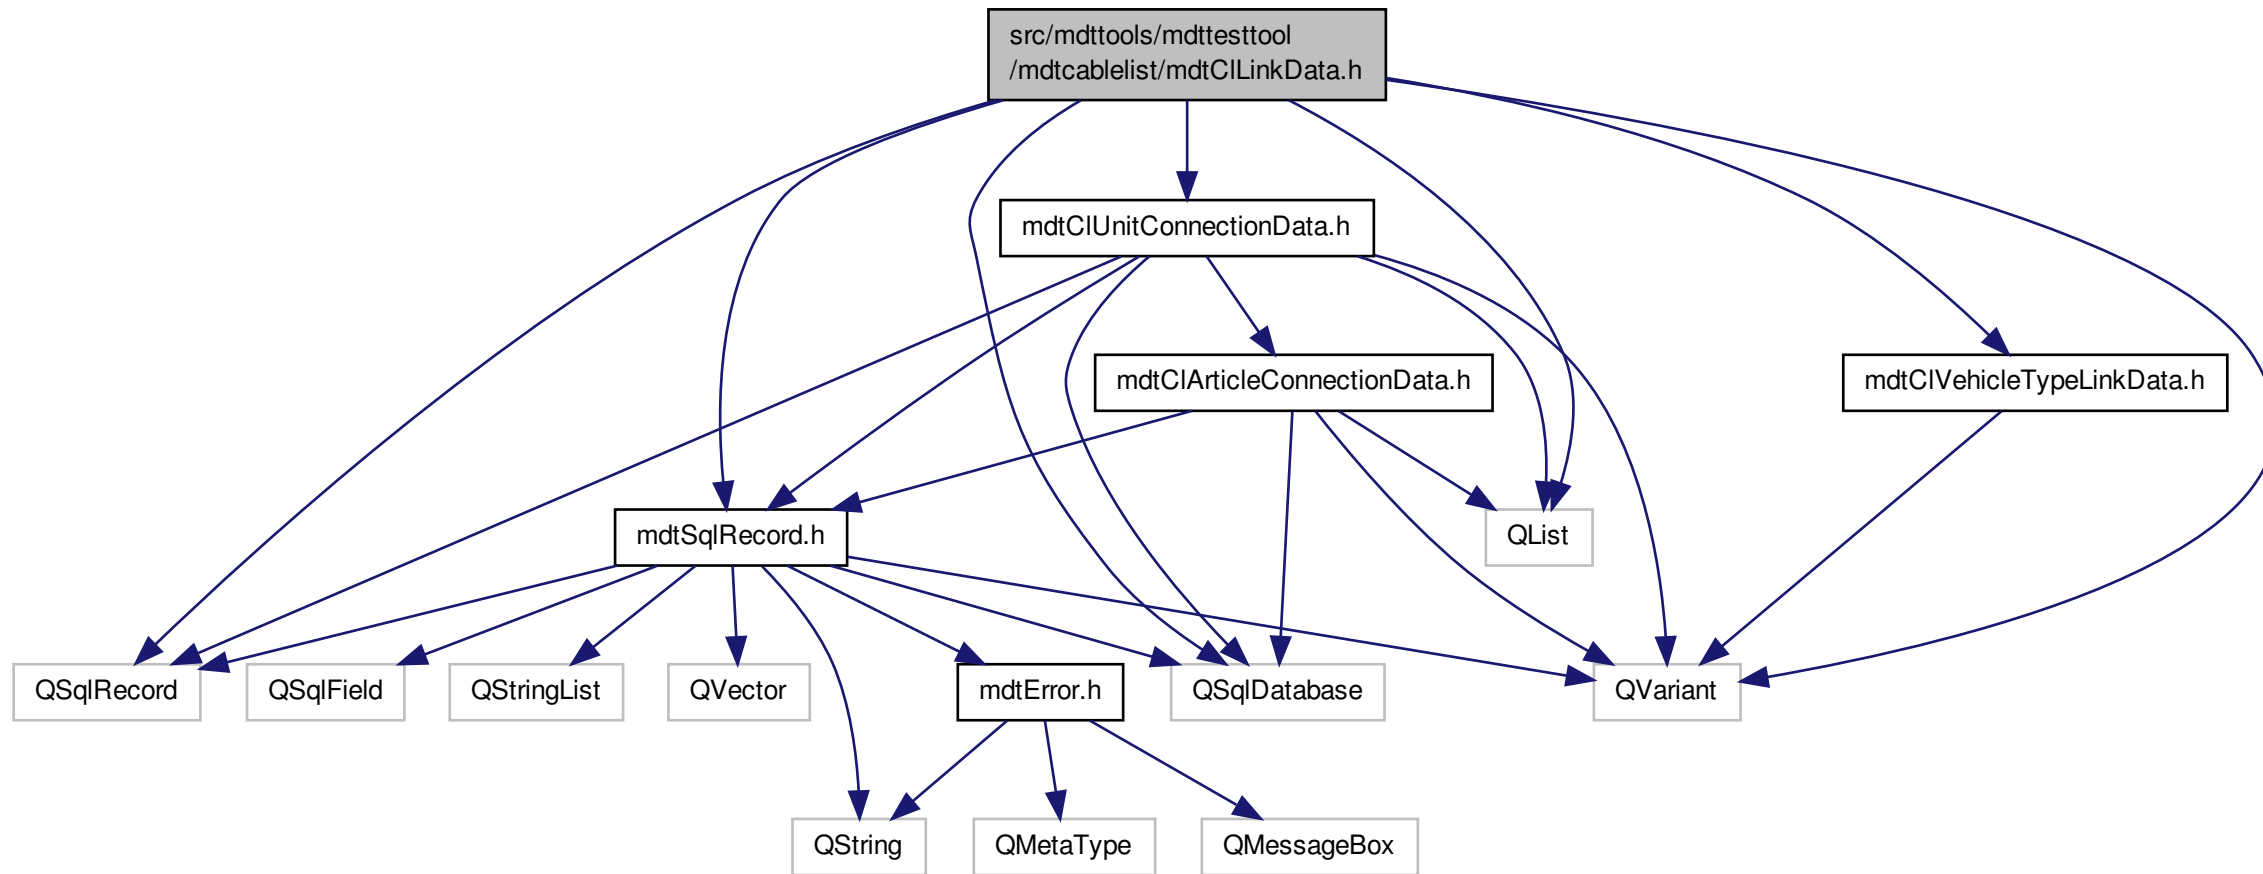 src/mdttools/mdttesttool
/mdtcablelist/mdtClLinkData.h
mdtClUnitConnectionData.h
mdtClArticleConnectionData.h
mdtClVehicleTypeLinkData.h
mdtSqlRecord.h
QList
QSqlRecord
QSqlField
QStringList
QVector
mdtError.h
QSqlDatabase
QVariant
QString
QMetaType
QMessageBox